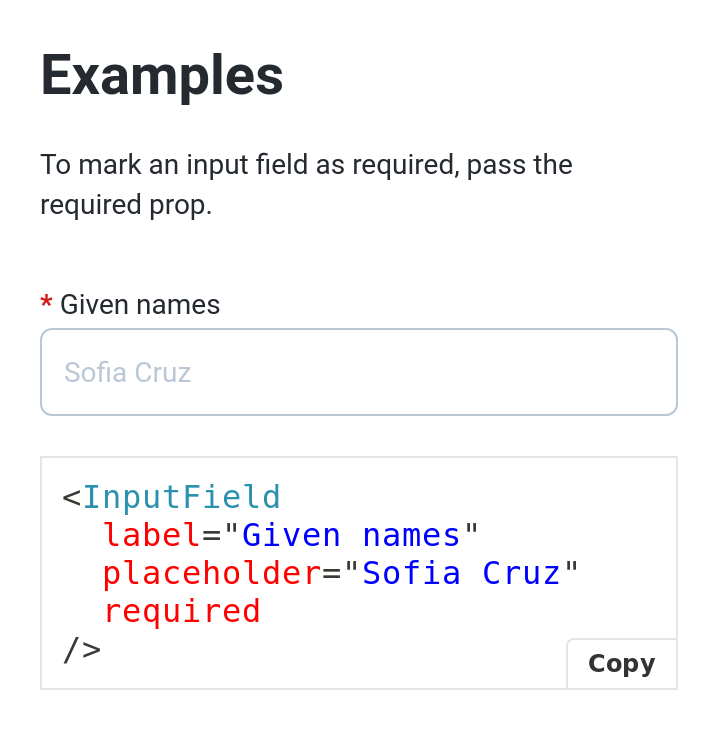 Examples
To mark an input field as required, pass the
required prop.
* Given names
Sofia Cruz
<InputField
  label="Given names"
  placeholder="Sofia Cruz"
  required
/>
Copy